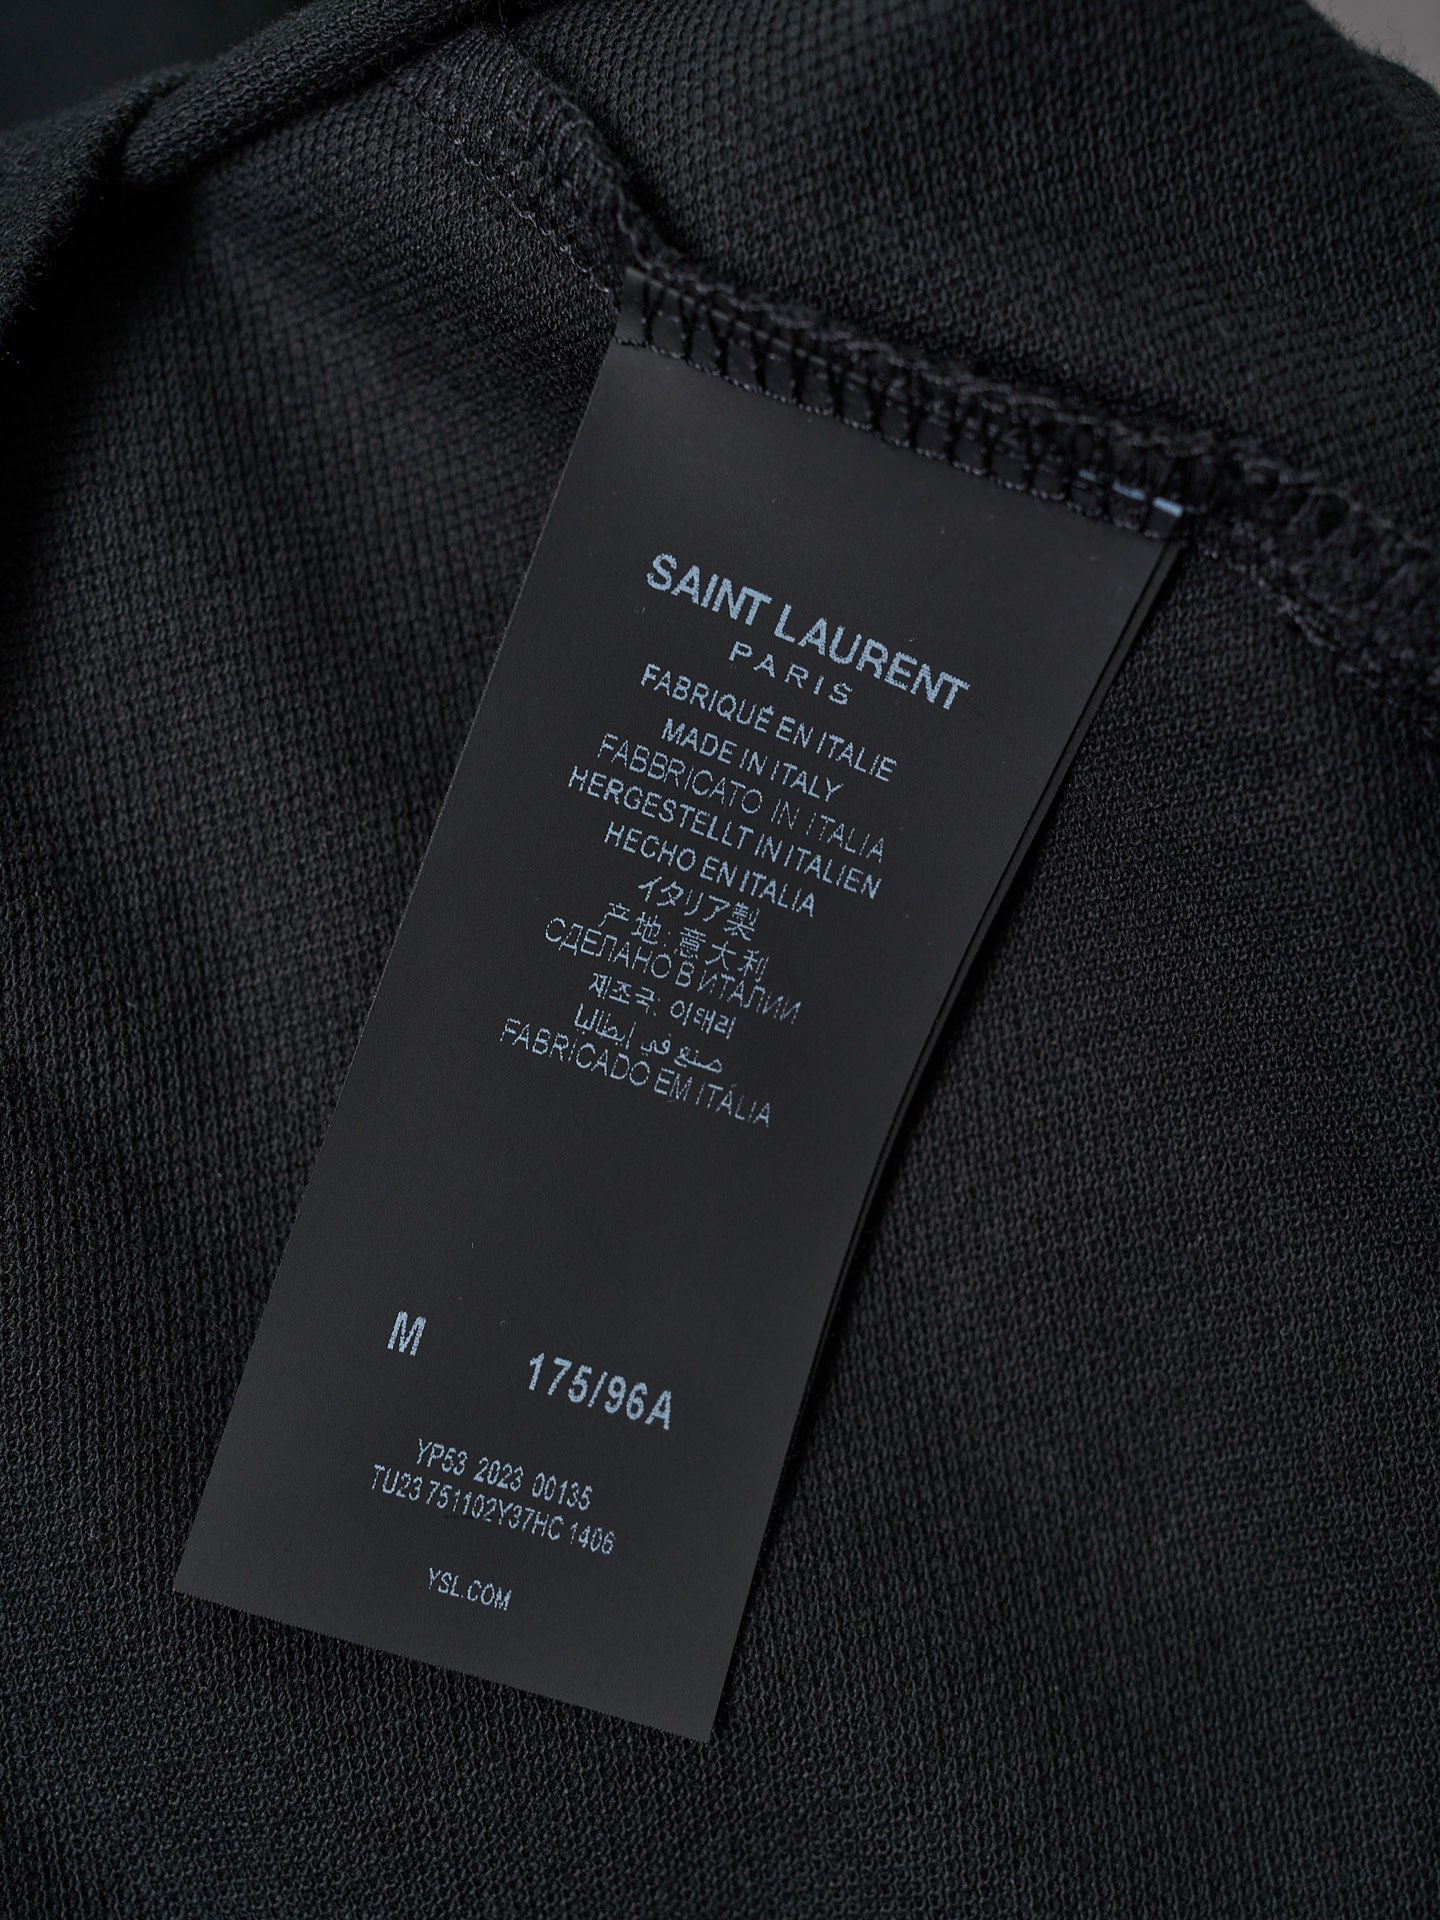 SAINT LAURENT
PARIS
FABRIQUÉ EN ITALIE
MADE IN ITALY
FABBRICATO IN ITALIA
HERGESTELLT IN ITALIEN
HECHO EN ITALIA
イタリア製
产地: 意大利
СДЕЛАНО В ИТАЛИИ
제조국: 이태리
صنع في إيطاليا
FABRICADO EM ITÁLIA
M 175/96A
YP53 2023 00135
TU23 751102Y37HC 1406
YSL.COM